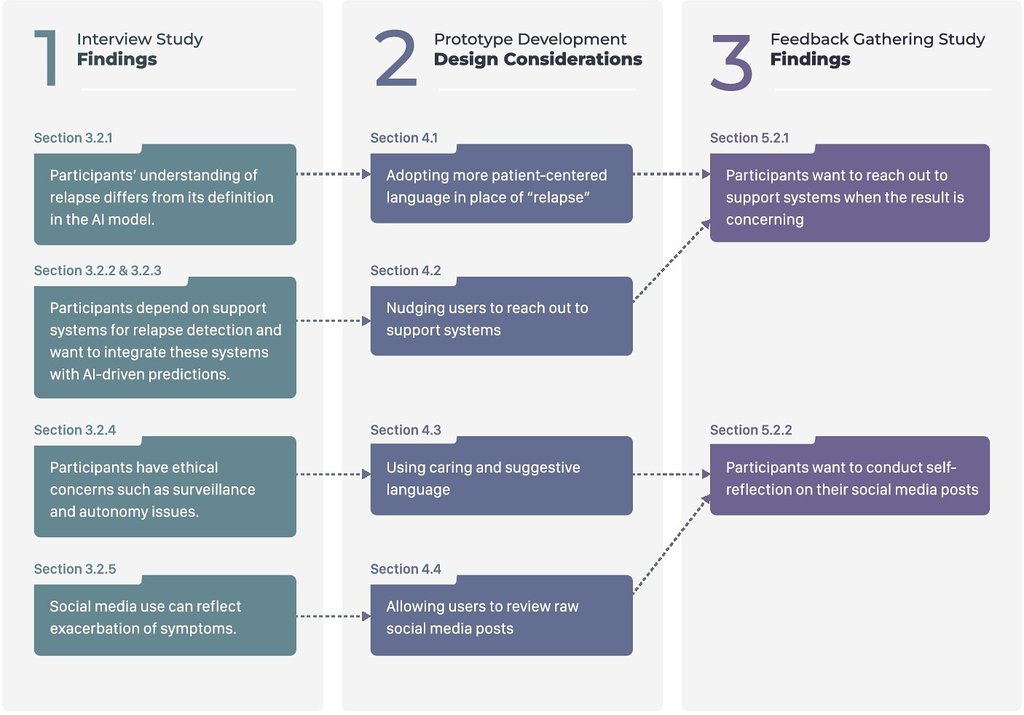 1 Interview Study
Findings
Section 3.2.1
Participants’ understanding of
relapse differs from its definition
in the AI model.
Section 3.2.2 & 3.2.3
Participants depend on support
systems for relapse detection and
want to integrate these systems
with AI-driven predictions.
Section 3.2.4
Participants have ethical
concerns such as surveillance
and autonomy issues.
Section 3.2.5
Social media use can reflect
exacerbation of symptoms.
2 Prototype Development
Design Considerations
Section 4.1
Adopting more patient-centered
language in place of “relapse”
Section 4.2
Nudging users to reach out to
support systems
Section 4.3
Using caring and suggestive
language
Section 4.4
Allowing users to review raw
social media posts
3 Feedback Gathering Study
Findings
Section 5.2.1
Participants want to reach out to
support systems when the result is
concerning
Section 5.2.2
Participants want to conduct self-
reflection on their social media posts